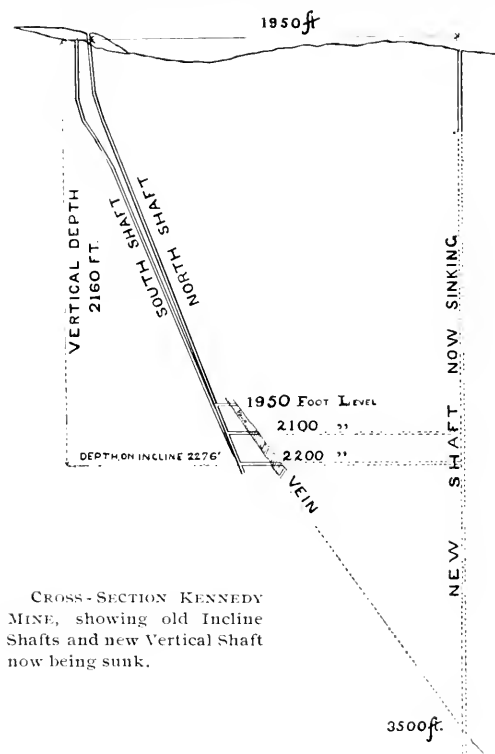 1950ft
VERTICAL DEPTH
2160 FT.
SOUTH SHAFT
NORTH SHAFT
NEW SHAFT NOW SINKING
1950 FOOT LEVEL
2100 "
2200 "
DEPTH, ON INCLINE 2276'
VEIN
CROSS-SECTION KENNEDY
MINE, showing old Incline
Shafts and new Vertical Shaft
now being sunk.
3500ft.